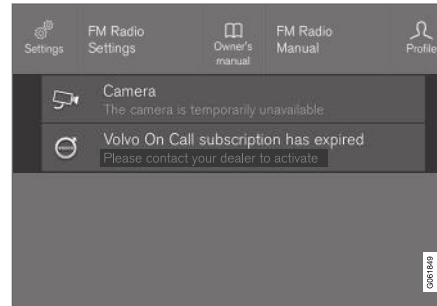 FM Radio
Settings
Settings
Owner's
manual
FM Radio
Manual
Profile
Camera
The camera is temporarily unavailable
Volvo On Call subscription has expired
Please contact your dealer to activate
G061849